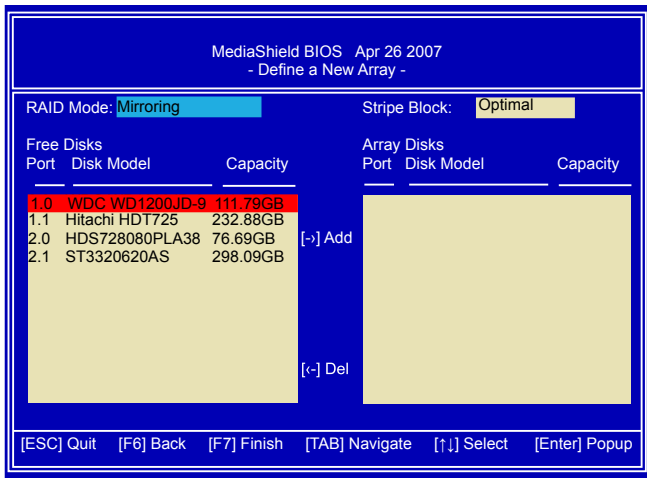 MediaShield BIOS Apr 26 2007
- Define a New Array -
RAID Mode: Mirroring
Stripe Block: Optimal
Free Disks
Port Disk Model Capacity
1.0 WDC WD1200JD-9 111.79GB
1.1 Hitachi HDT725 232.88GB
2.0 HDS728080PLA38 76.69GB
2.1 ST3320620AS 298.09GB
[->] Add
[<-] Del
Array Disks
Port Disk Model Capacity
[ESC] Quit [F6] Back [F7] Finish [TAB] Navigate [↑↓] Select [Enter] Popup